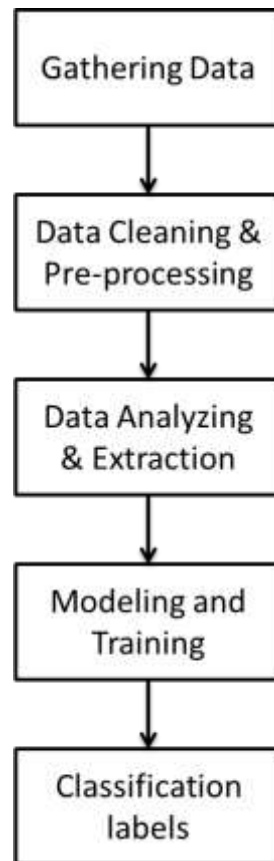 Gathering Data
Data Cleaning &
Pre-processing
Data Analyzing
& Extraction
Modeling and
Training
Classification
labels